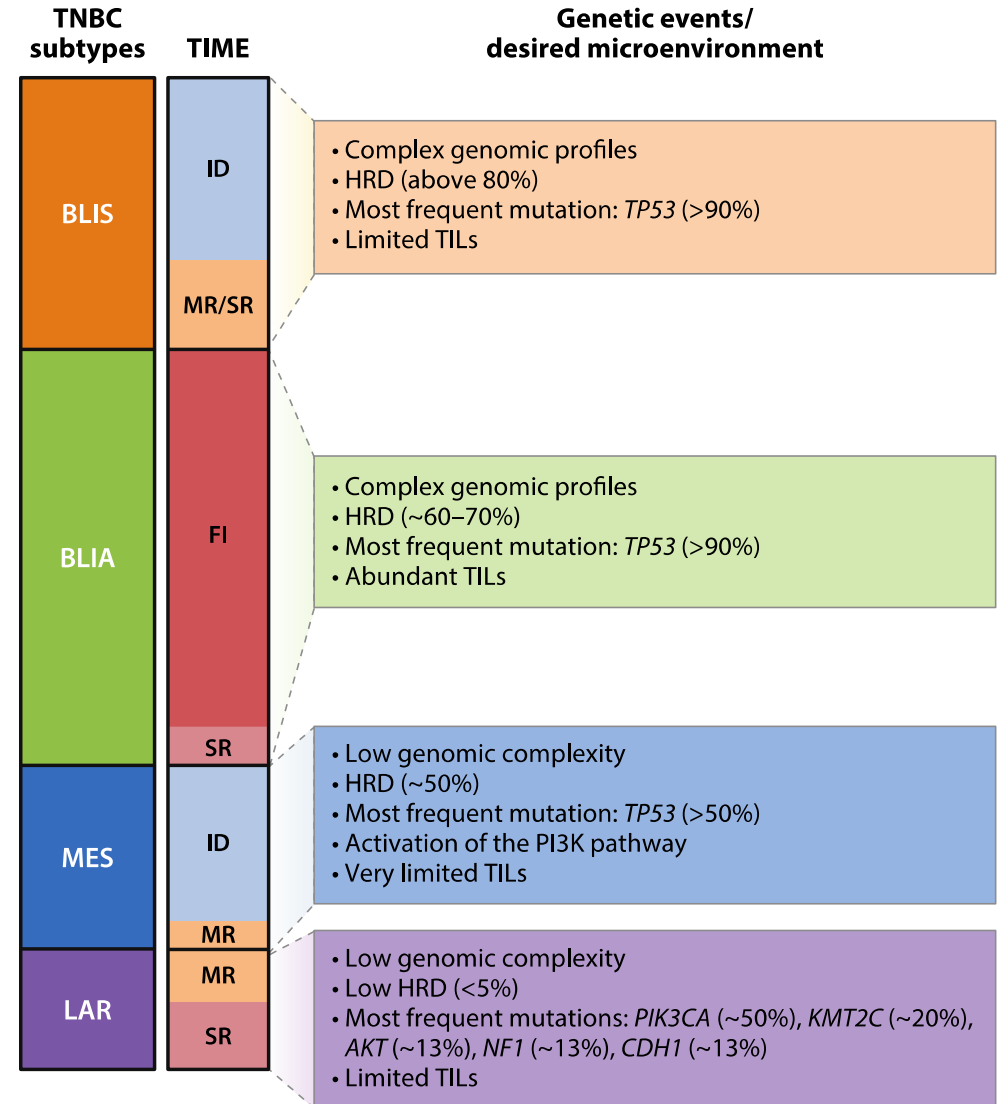 TNBC
subtypes
TIME
Genetic events/
desired microenvironment
BLIS
ID
MR/SR
• Complex genomic profiles
• HRD (above 80%)
• Most frequent mutation: TP53 (>90%)
• Limited TILs
BLIA
FI
SR
• Complex genomic profiles
• HRD (~60–70%)
• Most frequent mutation: TP53 (>90%)
• Abundant TILs
MES
ID
MR
• Low genomic complexity
• HRD (~50%)
• Most frequent mutation: TP53 (>50%)
• Activation of the PI3K pathway
• Very limited TILs
LAR
MR
SR
• Low genomic complexity
• Low HRD (<5%)
• Most frequent mutations: PIK3CA (~50%), KMT2C (~20%),
AKT (~13%), NF1 (~13%), CDH1 (~13%)
• Limited TILs